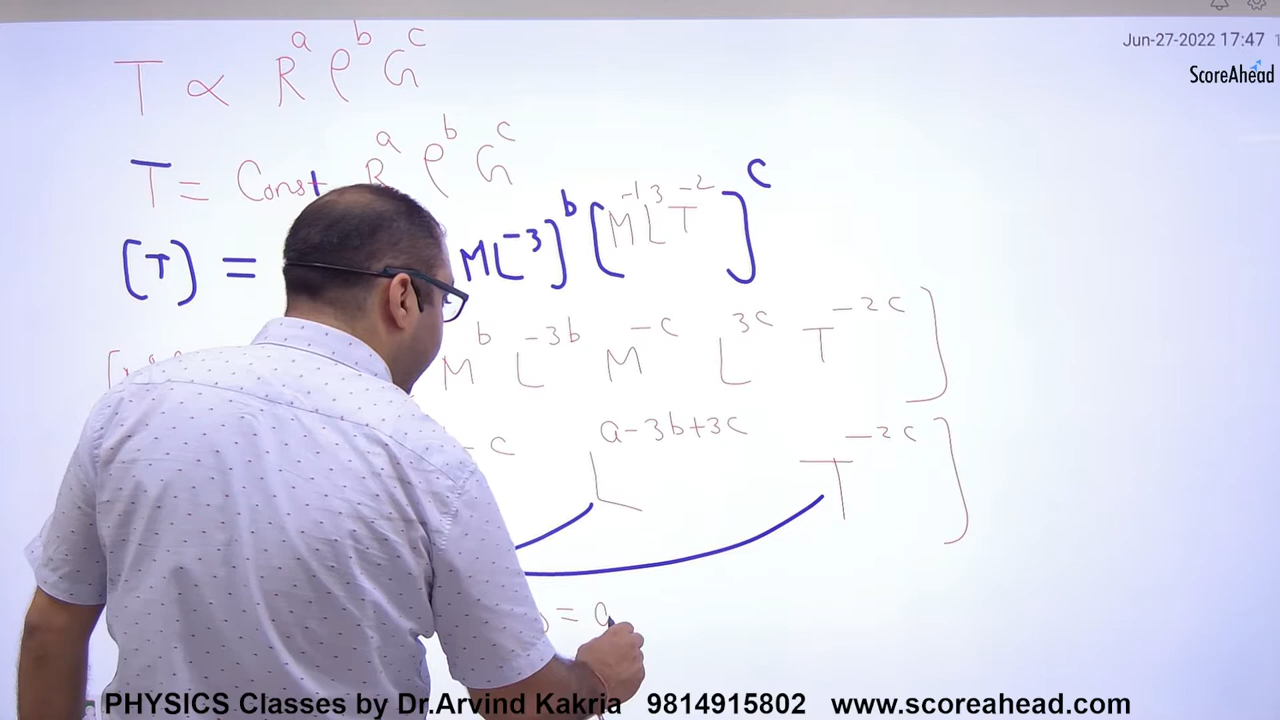 Jun-27-2022 17:47
ScoreAhead
T ∝ R^a ρ^b G^c
T = Const R^a ρ^b G^c
[T] = ML^-3]^b [M^-1 L^3 T^-2]^c
M^b L^-3b M^-c L^3c T^-2c]
- c L^a-3b+3c T^-2c]
= a
PHYSICS Classes by Dr.Arvind Kakria 9814915802 www.scoreahead.com